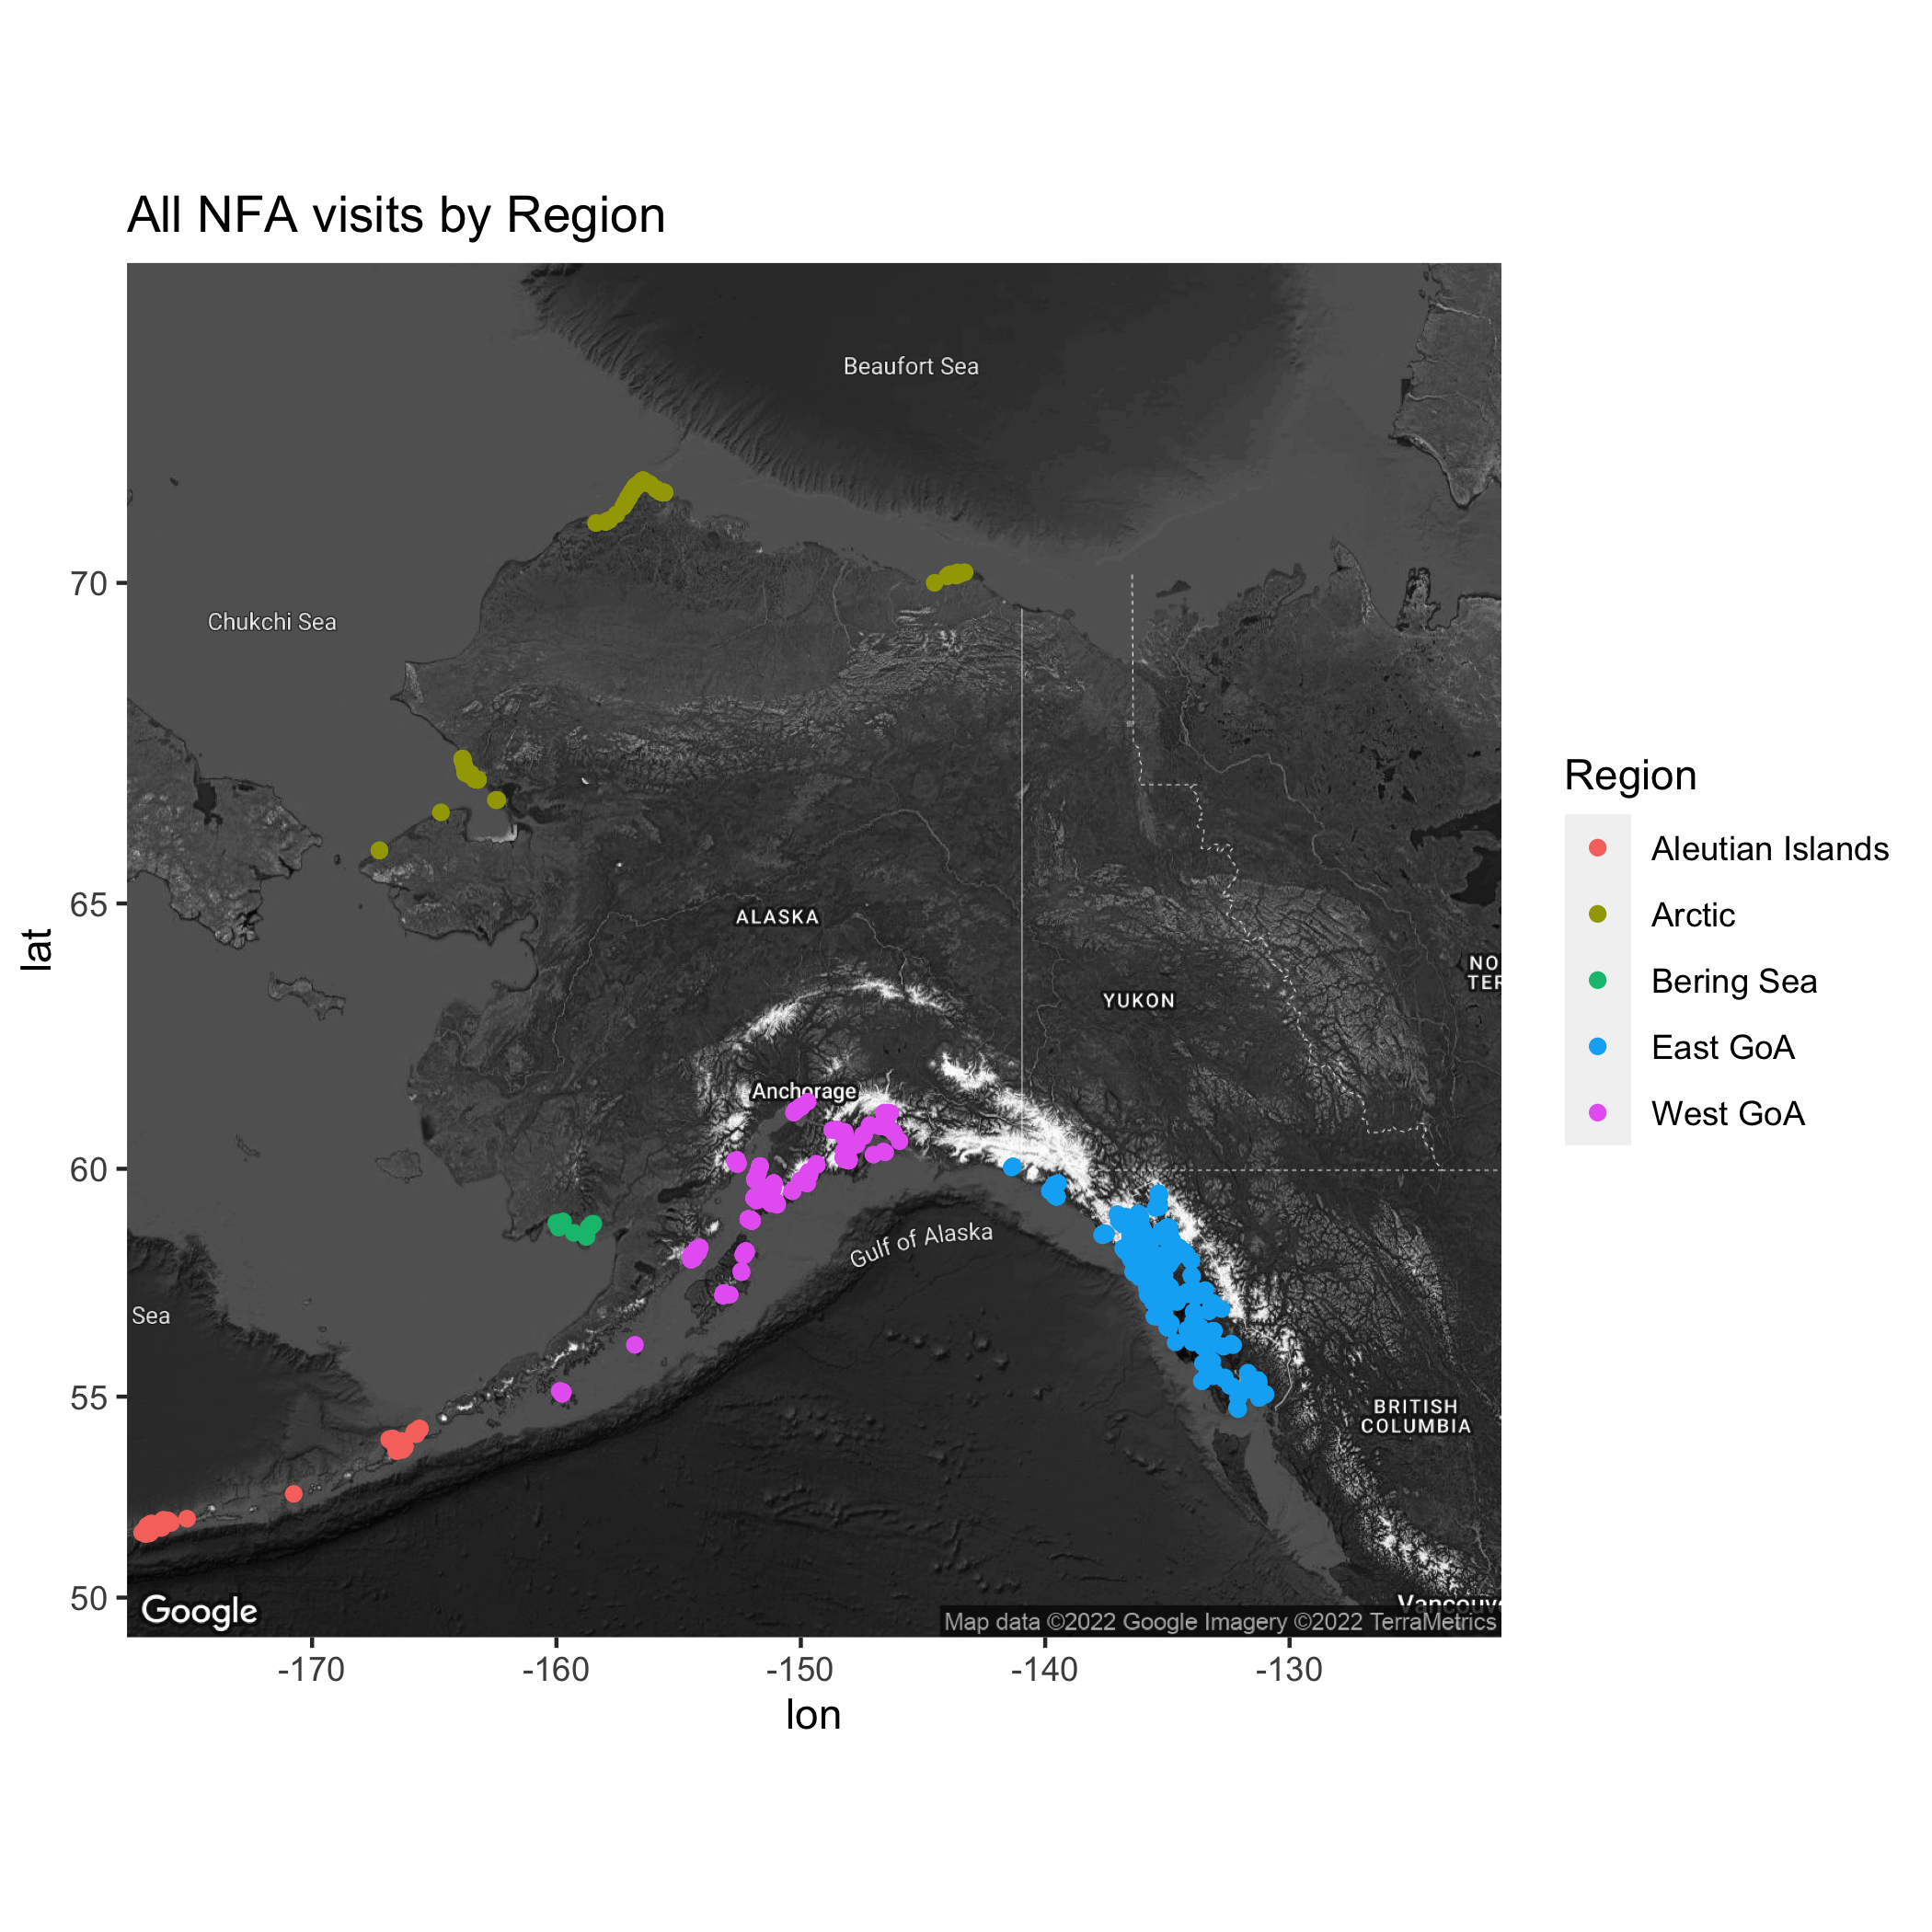 All NFA visits by Region
Beaufort Sea
Chukchi Sea
ALASKA
YUKON
NO
TER
Anchorage
Gulf of Alaska
Sea
BRITISH
COLUMBIA
Vancouv
Google
Map data ©2022 Google Imagery ©2022 TerraMetrics
70
65
60
55
50
lat
-170
-160
-150
-140
-130
lon
Region
Aleutian Islands
Arctic
Bering Sea
East GoA
West GoA